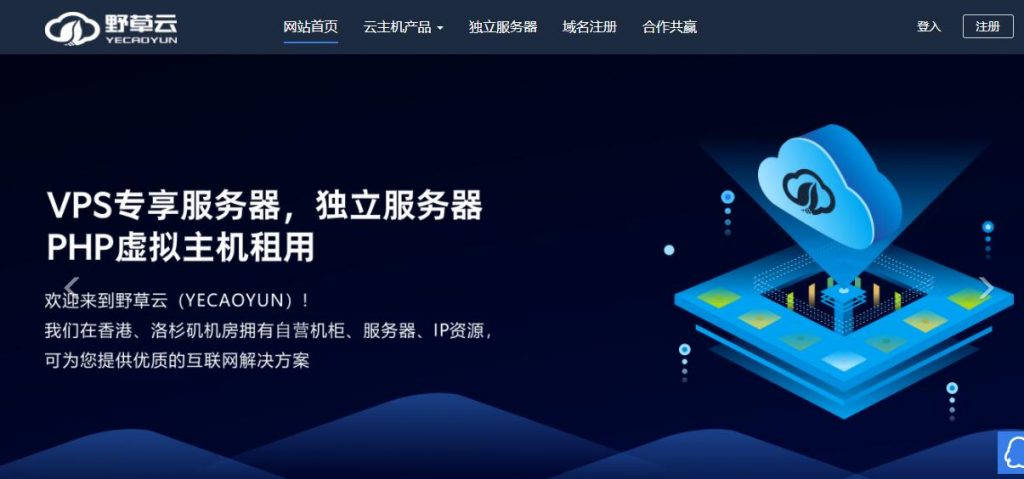 野草云
YECAOYUN
网站首页
云主机产品
独立服务器
域名注册
合作共赢
登入
注册
VPS专享服务器，独立服务器
PHP虚拟主机租用
欢迎来到野草云（YECAOYUN）!
我们在香港、洛杉矶机房拥有自营机柜、服务器、IP资源，
可为您提供优质的互联网解决方案